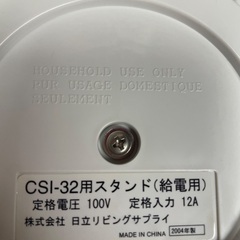 HOUSEHOLD USE ONLY
POUR USAGE DOMESTIQUE
SEULEMENT
CSI-32用スタンド(給電用)
定格電圧 100V 定格入力 12A
株式会社 日立リビングサプライ
MADE IN CHINA 2004年製